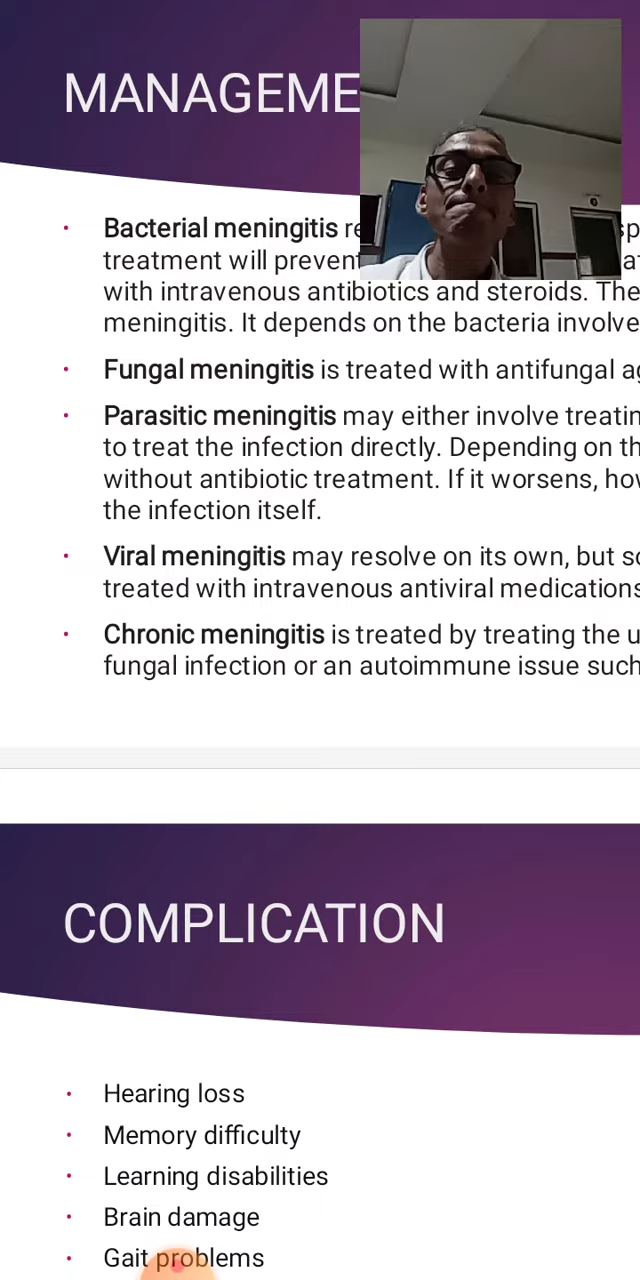 MANAGEME
• Bacterial meningitis re
treatment will prevent
with intravenous antibiotics and steroids. The
meningitis. It depends on the bacteria involve
• Fungal meningitis is treated with antifungal ag
• Parasitic meningitis may either involve treatin
to treat the infection directly. Depending on th
without antibiotic treatment. If it worsens, how
the infection itself.
• Viral meningitis may resolve on its own, but so
treated with intravenous antiviral medications
• Chronic meningitis is treated by treating the u
fungal infection or an autoimmune issue such
COMPLICATION
• Hearing loss
• Memory difficulty
• Learning disabilities
• Brain damage
• Gait problems